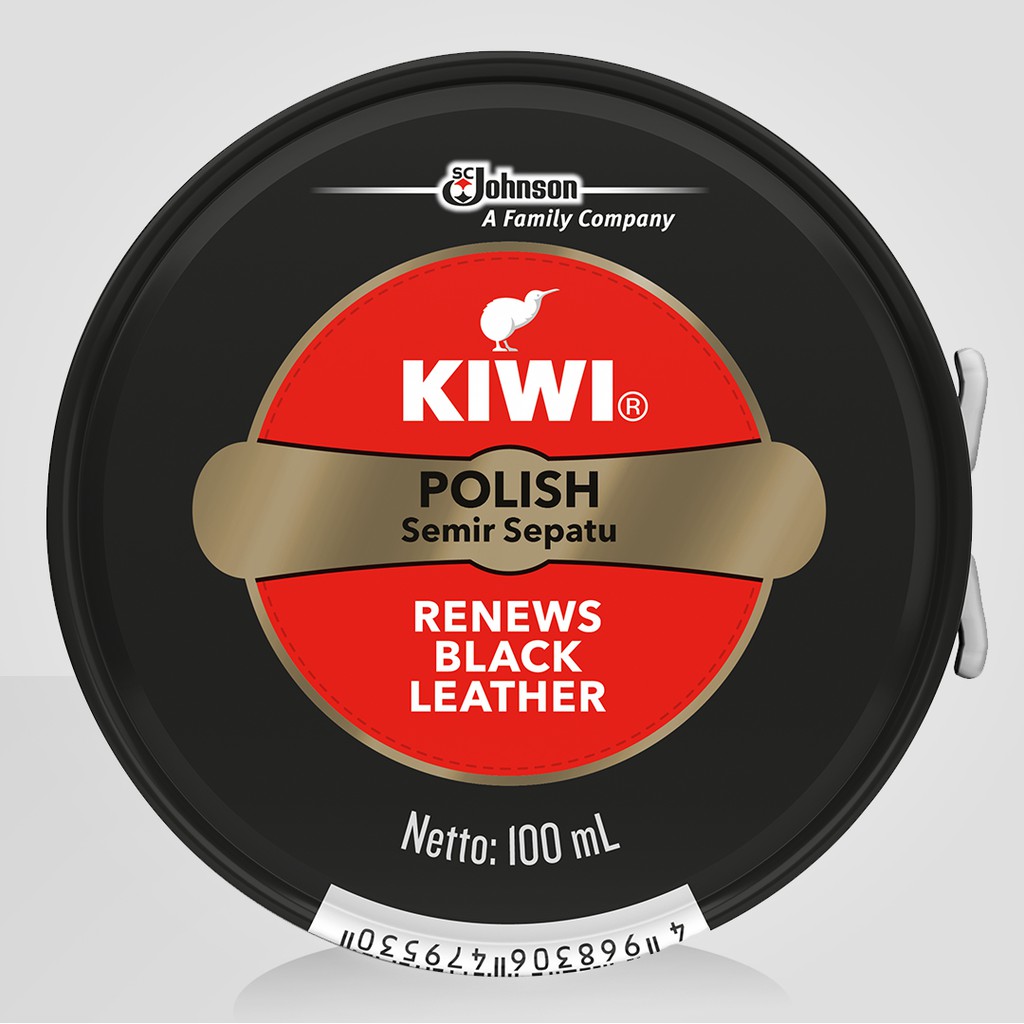 SC Johnson
A Family Company
KIWI®
POLISH
Semir Sepatu
RENEWS
BLACK
LEATHER
Netto: 100 mL
4 968306 479530